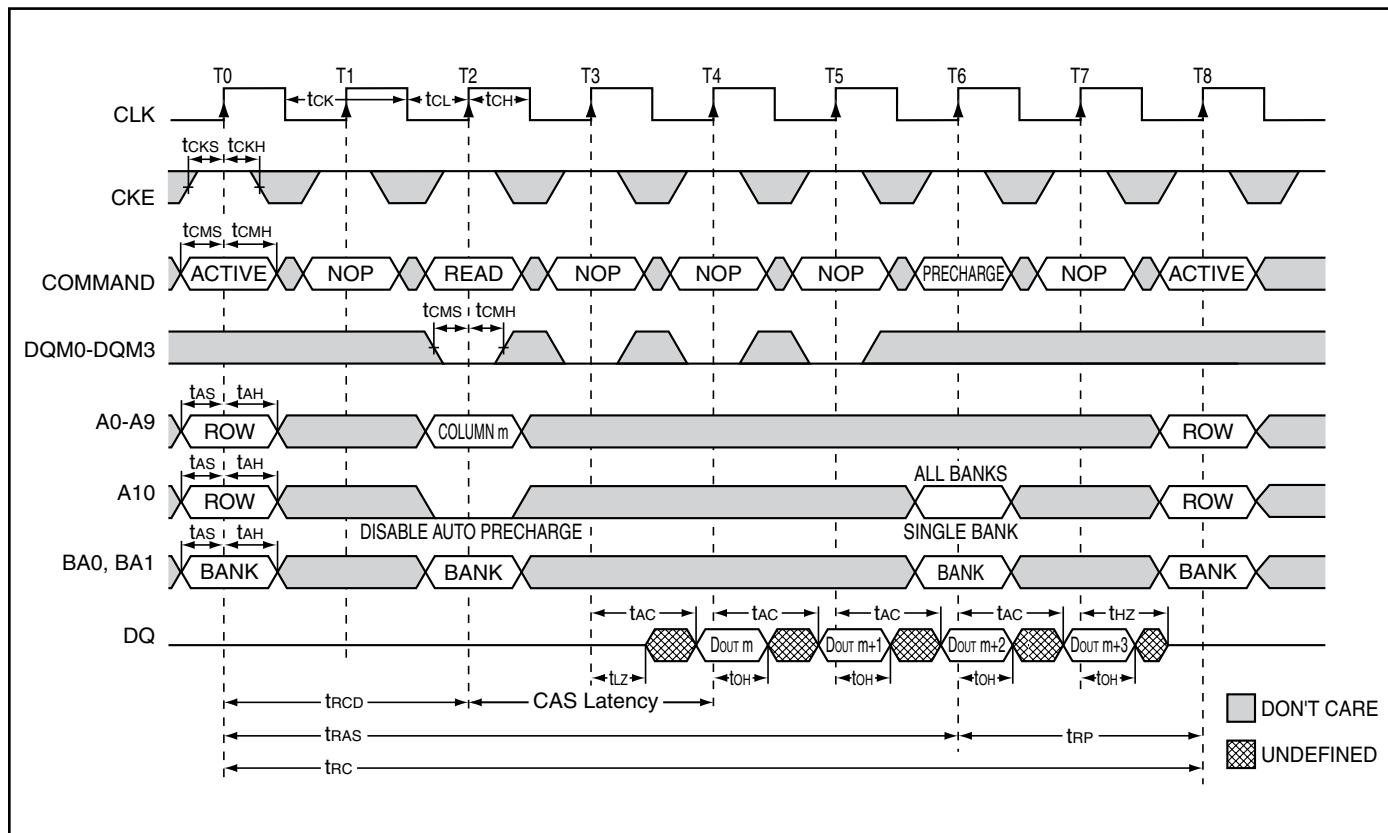 T0 T1 T2 T3 T4 T5 T6 T7 T8
CLK tCK tCL tCH
tCKS tCKH
CKE
tCMS tCMH
COMMAND ACTIVE NOP READ NOP NOP NOP PRECHARGE NOP ACTIVE
tCMS tCMH
DQM0-DQM3
tAS tAH
A0-A9 ROW COLUMN m ROW
tAS tAH ALL BANKS
A10 ROW ROW
tAS tAH DISABLE AUTO PRECHARGE SINGLE BANK
BA0, BA1 BANK BANK BANK BANK
tAC tAC tAC tAC tHZ
DQ DOUT m DOUT m+1 DOUT m+2 DOUT m+3
tLZ tOH tOH tOH tOH
tRCD CAS Latency
DON'T CARE
tRAS tRP
UNDEFINED
tRC